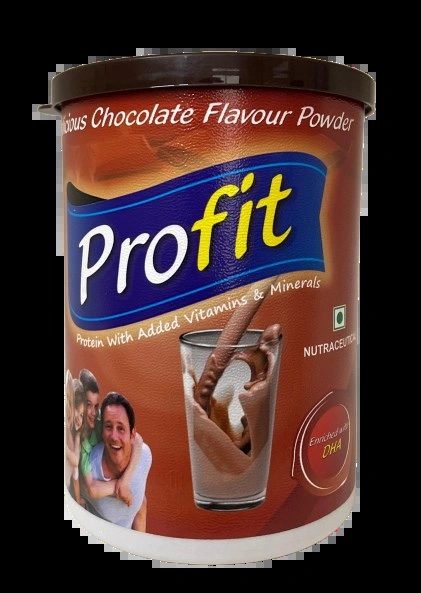 Chocolate Flavour Powder
Profit
Protein With Added Vitamins & Minerals
NUTRACEUTICAL
Enriched with
DHA